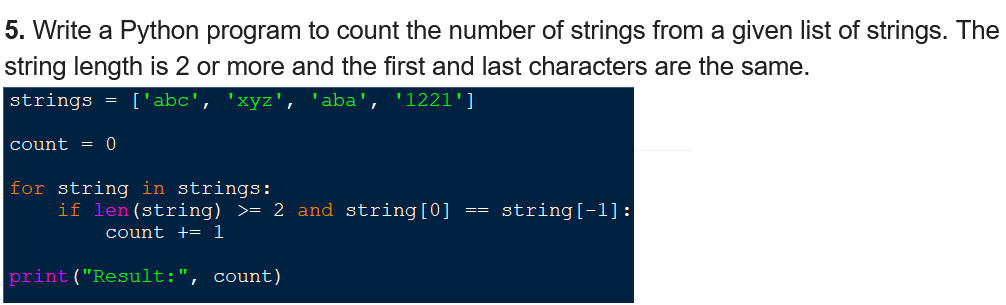 5. Write a Python program to count the number of strings from a given list of strings. The
string length is 2 or more and the first and last characters are the same.
strings = ['abc', 'xyz', 'aba', '1221']
count = 0
for string in strings:
    if len(string) >= 2 and string[0] == string[-1]:
        count += 1
print("Result:", count)